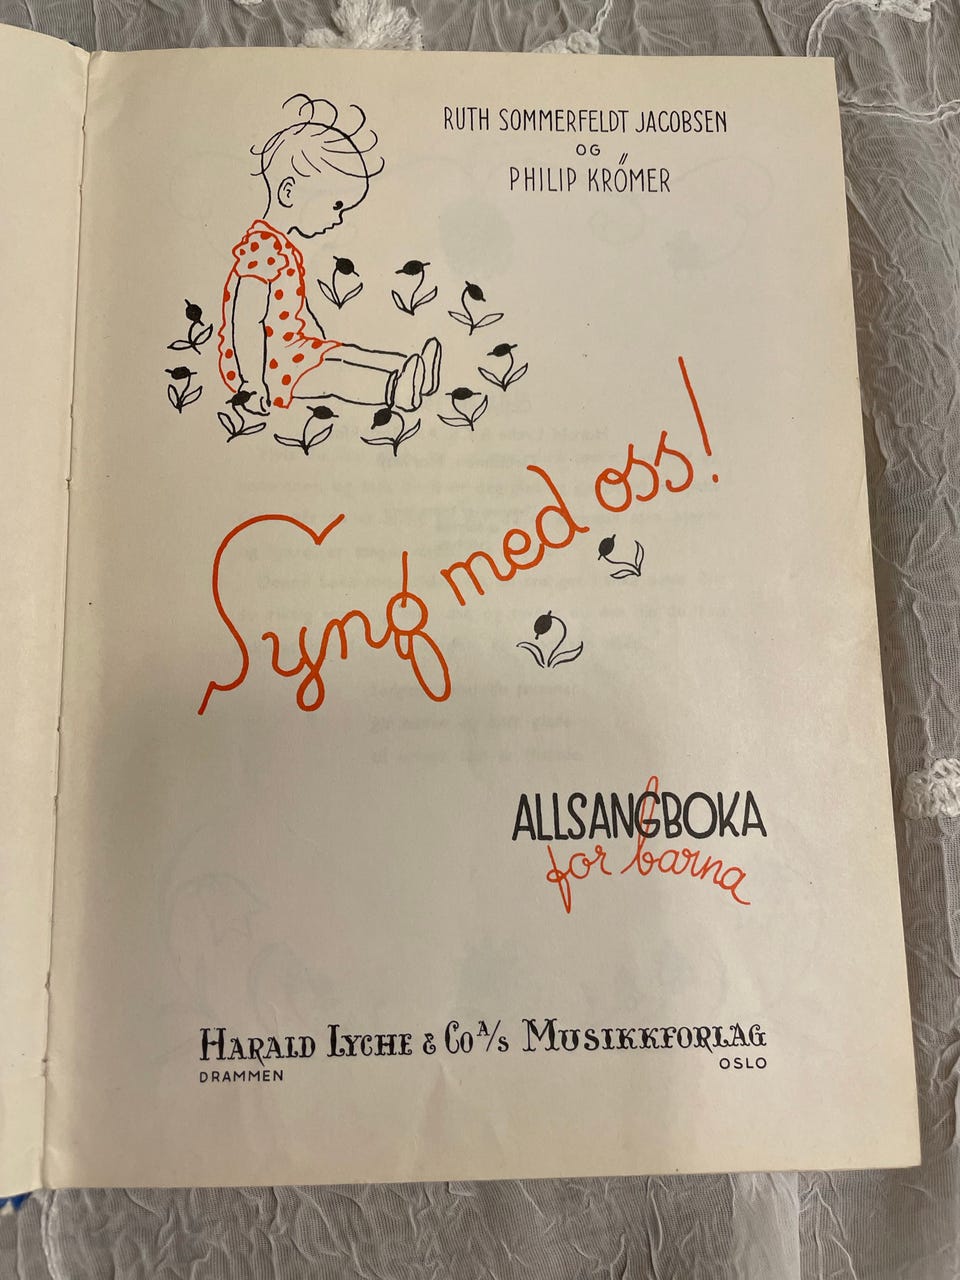 RUTH SOMMERFELDT JACOBSEN
OG
PHILIP KRŐMER
Syng med oss!
ALLSANGBOKA
for barna
HARALD LYCHE & CO A/S MUSIKKFORLAG
DRAMMEN OSLO